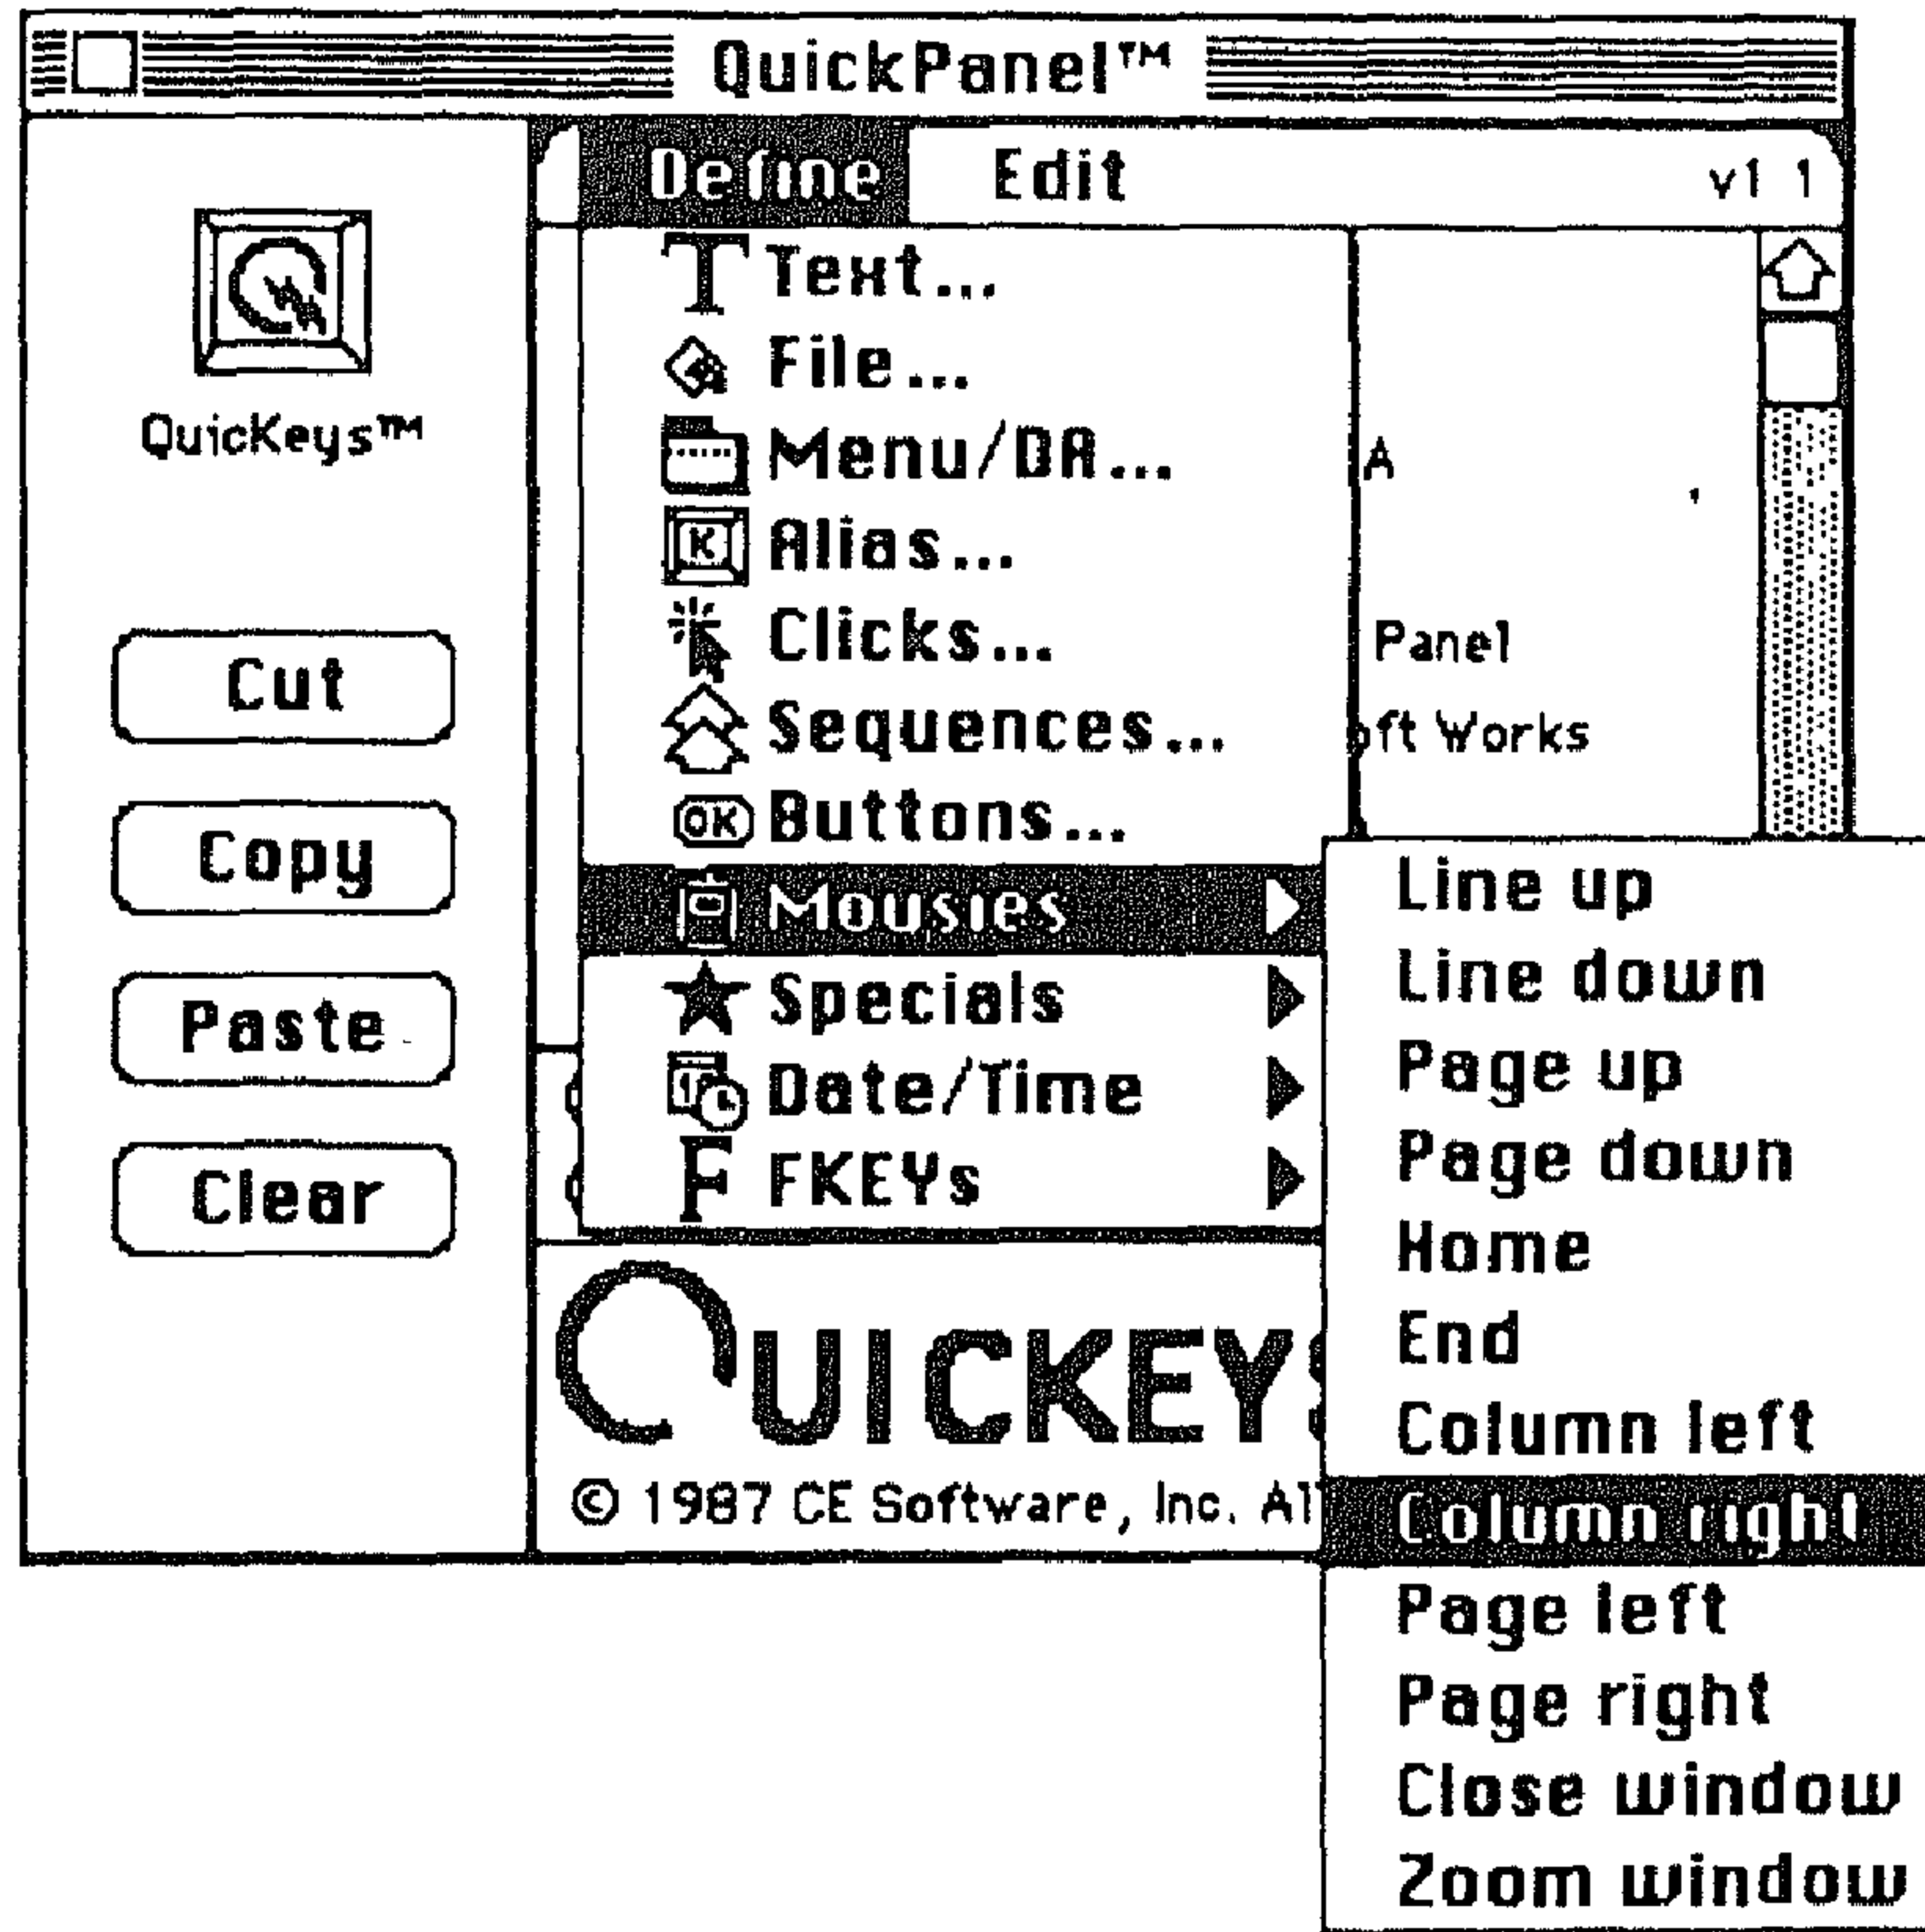 QuickPanel™
Define Edit v1 1
QuicKeys™
Cut
Copy
Paste
Clear
Text...
File...
Menu/DA...
Alias...
Clicks...
Sequences...
Buttons...
Mousies
Specials
Date/Time
FKEYs
A
Panel
oft Works
Line up
Line down
Page up
Page down
Home
End
Column left
Column right
Page left
Page right
Close window
Zoom window
QUICKEYS
© 1987 CE Software, Inc. Al